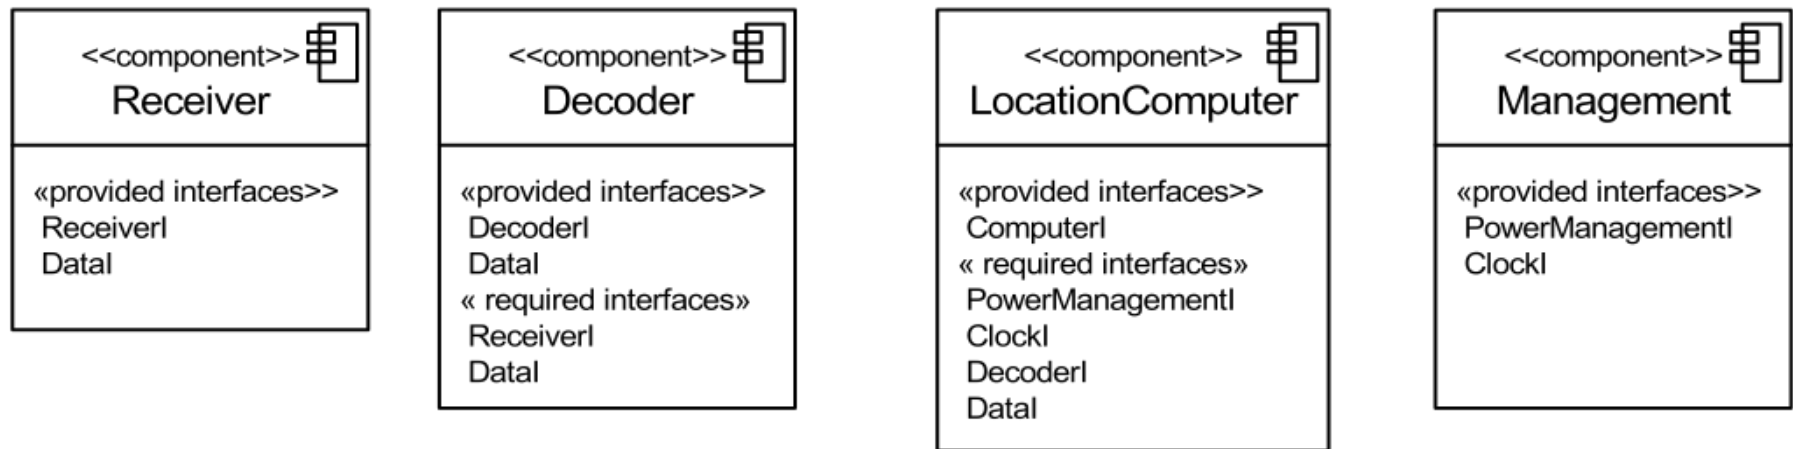 <<component>>
Receiver
«provided interfaces>>
ReceiverI
DataI
<<component>>
Decoder
«provided interfaces>>
DecoderI
DataI
« required interfaces»
ReceiverI
DataI
<<component>>
LocationComputer
«provided interfaces>>
ComputerI
« required interfaces»
PowerManagementI
ClockI
DecoderI
DataI
<<component>>
Management
«provided interfaces>>
PowerManagementI
ClockI